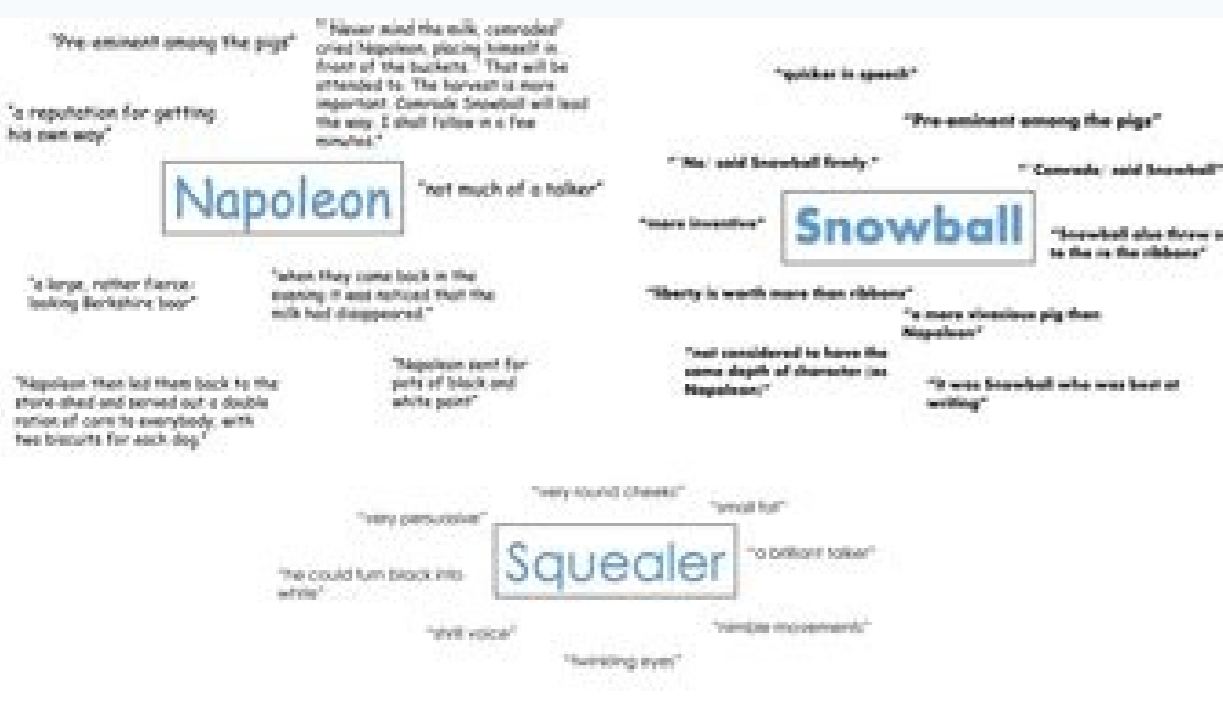 "Pre-eminent among the pigs"
"'Never mind the milk, comrades!'
cried Napoleon, placing himself in
front of the buckets. 'That will be
attended to. The harvest is more
important. Comrade Snowball will lead
the way. I shall follow in a few
minutes."
"a reputation for getting
his own way"
Napoleon
"not much of a talker"
"a large, rather fierce-
looking Berkshire boar"
"when they came back in the
evening it was noticed that the
milk had disappeared."
"Napoleon sent for
pots of black and
white paint"
"Napoleon then led them back to the
store-shed and served out a double
ration of corn to everybody, with
two biscuits for each dog."
"quicker in speech"
"Pre-eminent among the pigs"
"'No,' said Snowball firmly."
"'Comrade,' said Snowball"
"more inventive"
Snowball
"Snowball also threw
to the re the ribbons"
"liberty is worth more than ribbons"
"a more vivacious pig than
Napoleon"
"not considered to have the
same depth of character (as
Napoleon)"
"it was Snowball who was best at
writing"
"very round cheeks"
"small fat"
"very persuasive"
Squealer
"a brilliant talker"
"he could turn black into
white"
"shrill voice"
"nimble movements"
"twinkling eyes"